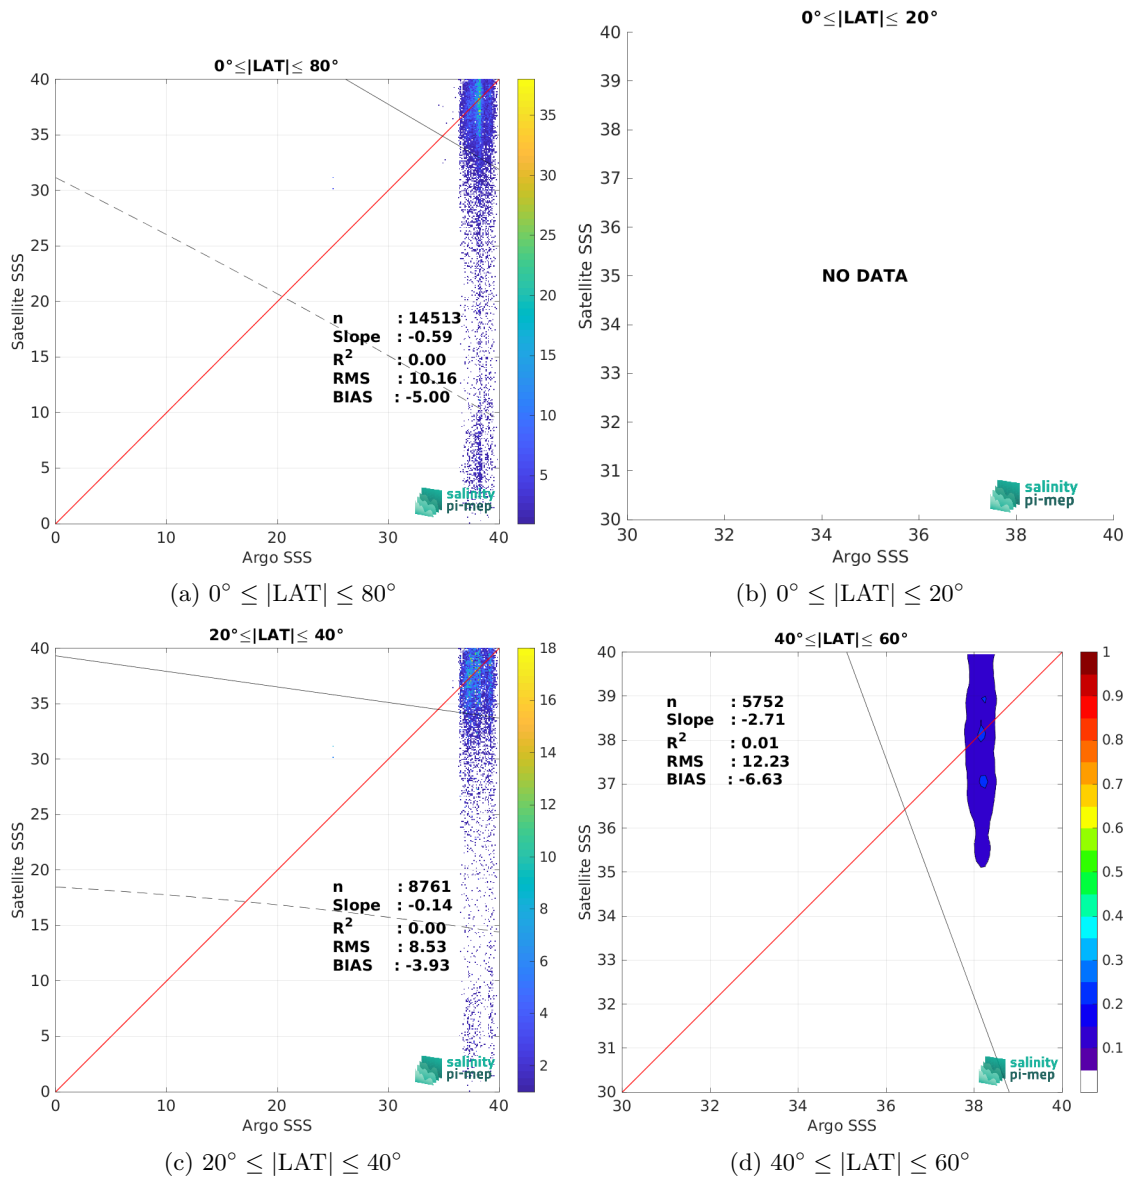 0°≤|LAT|≤ 80°
40
35
30
25
20
15
10
5
0
Satellite SSS
n : 14513
Slope : -0.59
R² : 0.00
RMS : 10.16
BIAS : -5.00
salinity
pi-mep
0 10 20 30 40
Argo SSS
35
30
25
20
15
10
5
(a) 0° ≤ |LAT| ≤ 80°
0°≤|LAT|≤ 20°
40
39
38
37
36
35
34
33
32
31
30
Satellite SSS
NO DATA
salinity
pi-mep
30 32 34 36 38 40
Argo SSS
(b) 0° ≤ |LAT| ≤ 20°
20°≤|LAT|≤ 40°
40
35
30
25
20
15
10
5
0
Satellite SSS
n : 8761
Slope : -0.14
R² : 0.00
RMS : 8.53
BIAS : -3.93
salinity
pi-mep
0 10 20 30 40
Argo SSS
18
16
14
12
10
8
6
4
2
(c) 20° ≤ |LAT| ≤ 40°
40°≤|LAT|≤ 60°
40
39
38
37
36
35
34
33
32
31
30
Satellite SSS
n : 5752
Slope : -2.71
R² : 0.01
RMS : 12.23
BIAS : -6.63
salinity
pi-mep
30 32 34 36 38 40
Argo SSS
1
0.9
0.8
0.7
0.6
0.5
0.4
0.3
0.2
0.1
(d) 40° ≤ |LAT| ≤ 60°